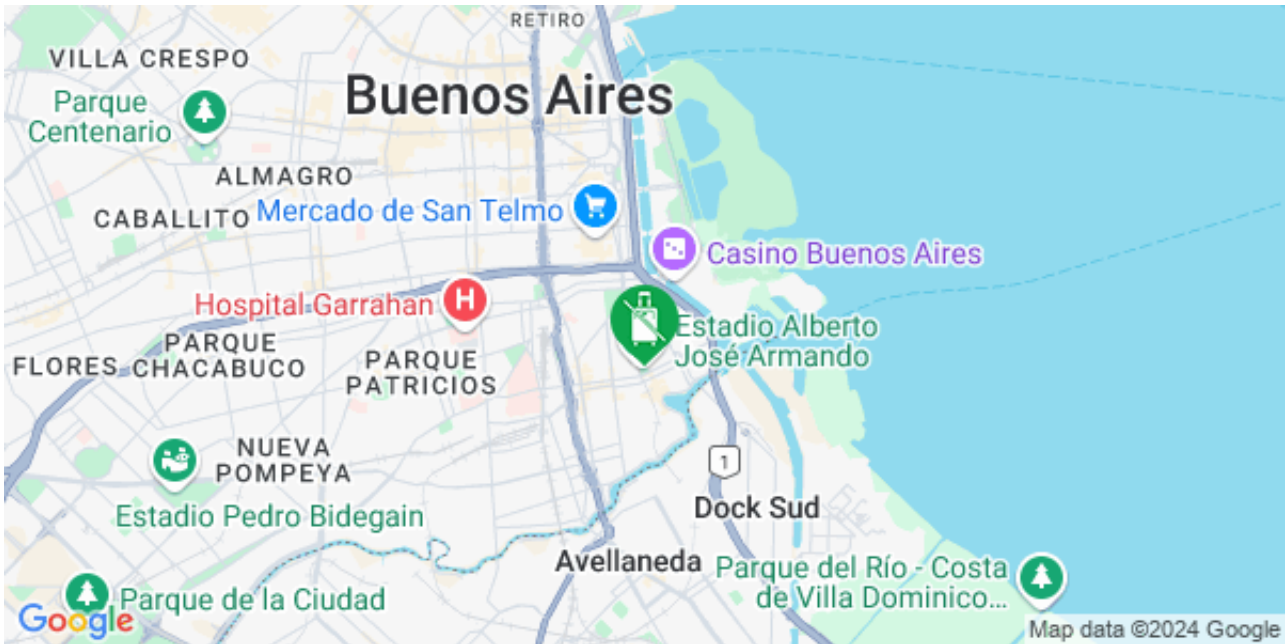 RETIRO
VILLA CRESPO
Buenos Aires
Parque
Centenario
ALMAGRO
CABALLITO
Mercado de San Telmo
Casino Buenos Aires
Hospital Garrahan
H
Estadio Alberto
José Armando
PARQUE
CHACABUCO
FLORES
PARQUE
PATRICIOS
NUEVA
POMPEYA
1
Dock Sud
Estadio Pedro Bidegain
Avellaneda
Parque del Río - Costa
de Villa Dominico...
Parque de la Ciudad
Google
Map data ©2024 Google